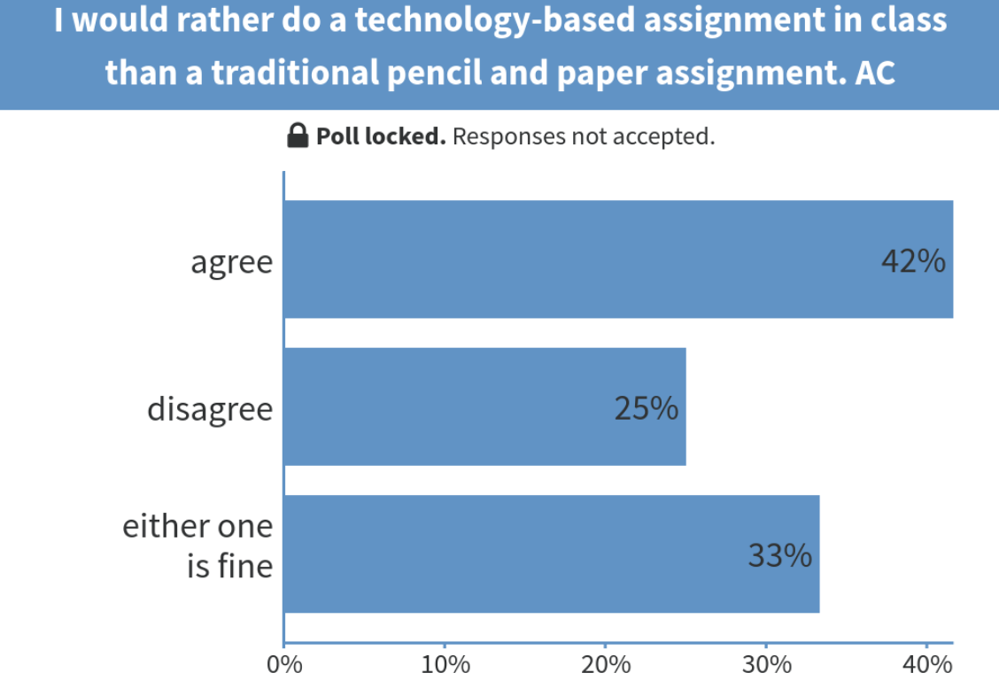 I would rather do a technology-based assignment in class
than a traditional pencil and paper assignment. AC
Poll locked. Responses not accepted.
agree
42%
disagree
25%
either one
is fine
33%
0%
10%
20%
30%
40%